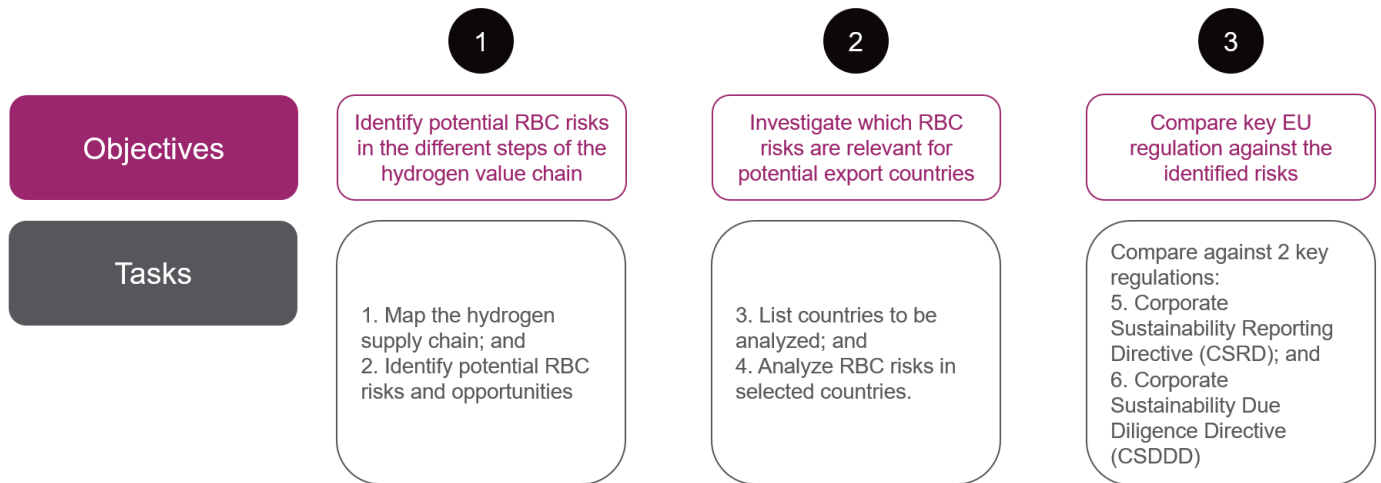 1
2
3
Objectives
Identify potential RBC risks
in the different steps of the
hydrogen value chain
Investigate which RBC
risks are relevant for
potential export countries
Compare key EU
regulation against the
identified risks
Tasks
1. Map the hydrogen
supply chain; and
2. Identify potential RBC
risks and opportunities
3. List countries to be
analyzed; and
4. Analyze RBC risks in
selected countries.
Compare against 2 key
regulations:
5. Corporate
Sustainability Reporting
Directive (CSRD); and
6. Corporate
Sustainability Due
Diligence Directive
(CSDDD)